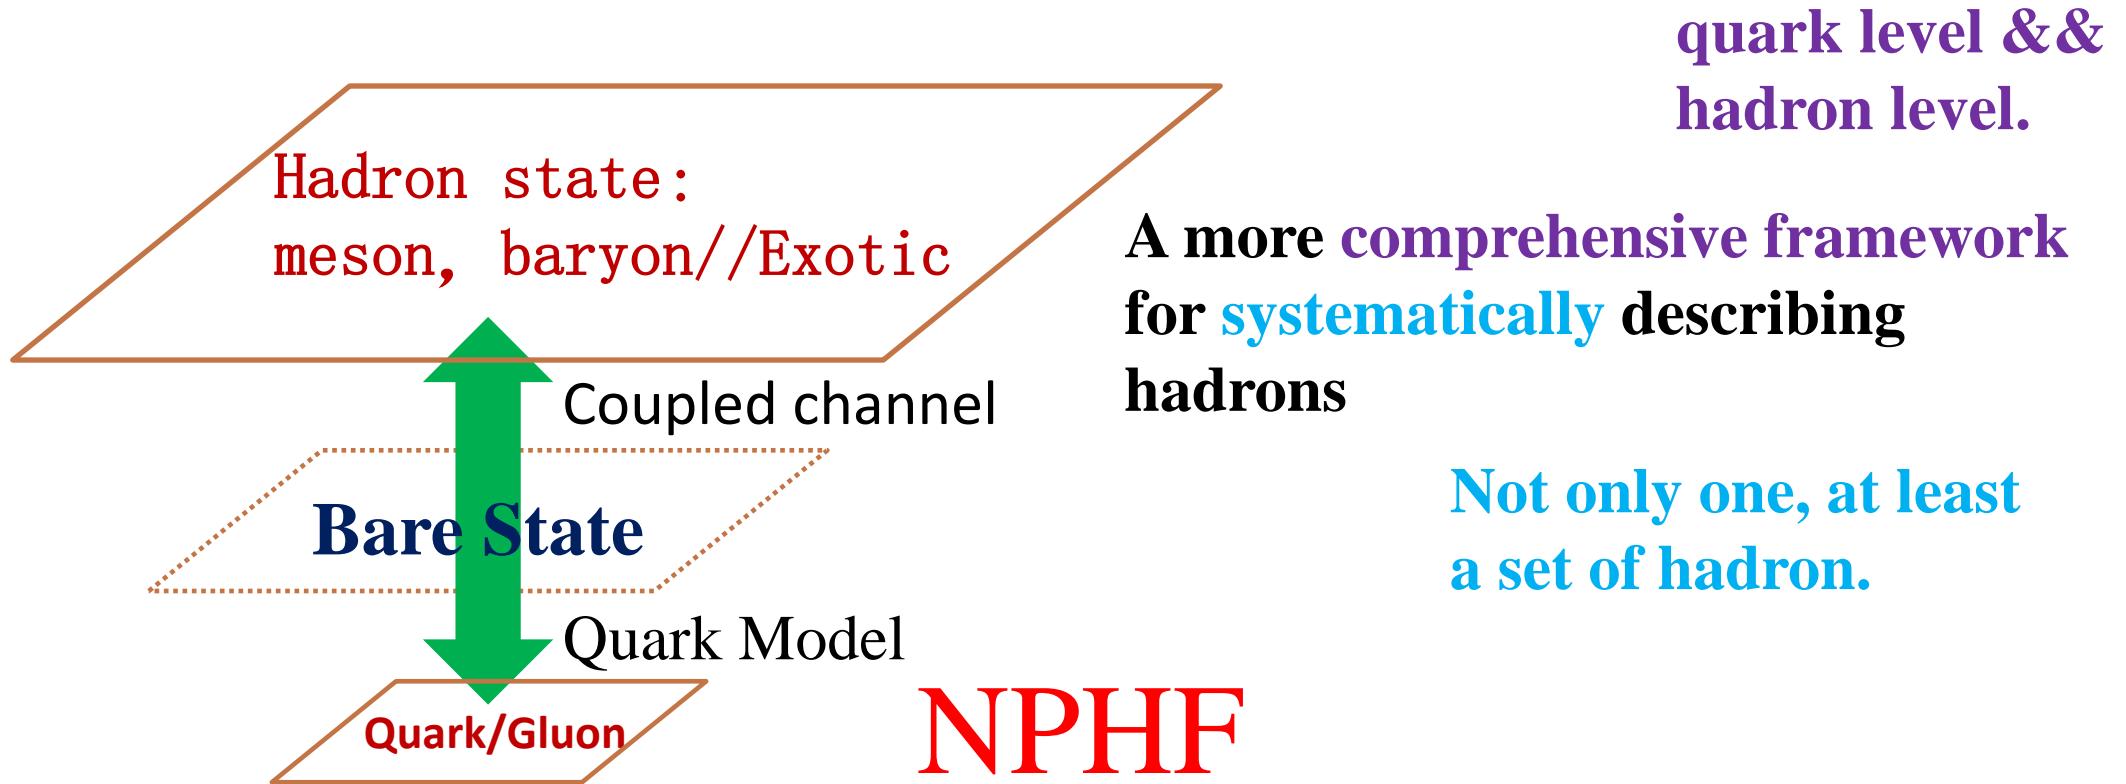 quark level &&
hadron level.
Hadron state:
meson, baryon//Exotic
A more comprehensive framework
for systematically describing
hadrons
Coupled channel
Not only one, at least
a set of hadron.
Bare State
Quark Model
Quark/Gluon
NPHF